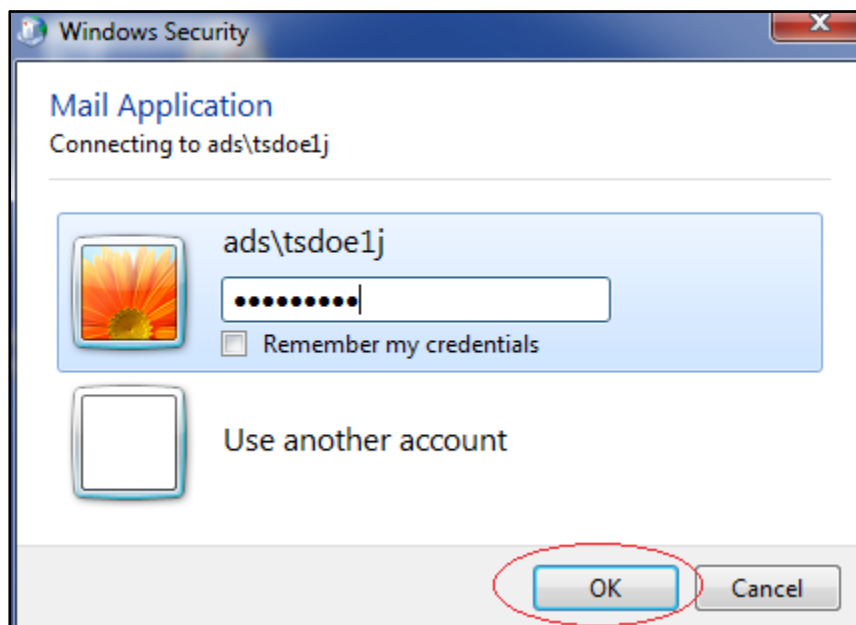 Windows Security
Mail Application
Connecting to ads\tsdoe1j
ads\tsdoe1j
●●●●●●●●●
Remember my credentials
Use another account
OK
Cancel